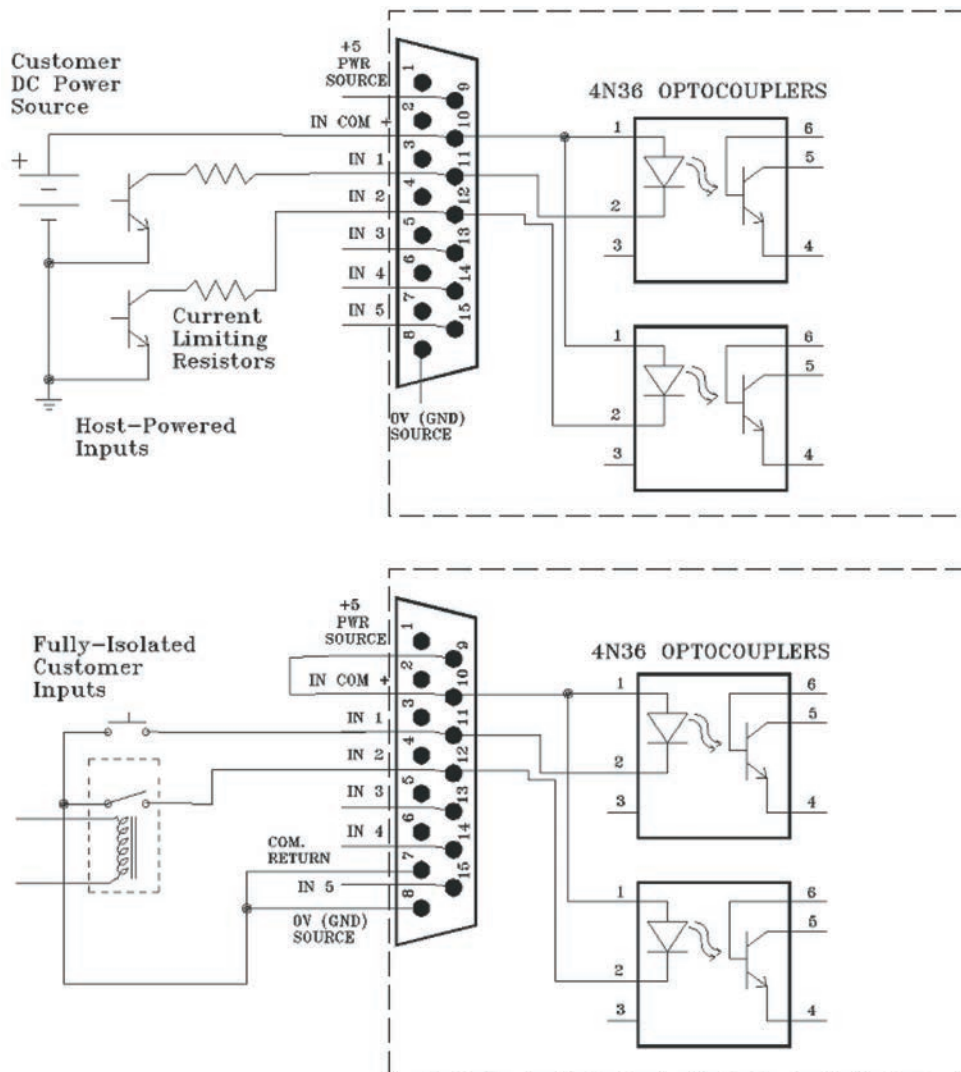 Customer
DC Power
Source
+
+5
PWR
SOURCE
IN COM +
IN 1
IN 2
IN 3
IN 4
IN 5
1
2
3
4
5
6
7
8
9
10
11
12
13
14
15
Current
Limiting
Resistors
Host-Powered
Inputs
0V (GND)
SOURCE
4N36 OPTOCOUPLERS
1
2
3
6
5
4
1
2
3
6
5
4
Fully-Isolated
Customer
Inputs
+5
PWR
SOURCE
IN COM +
IN 1
IN 2
IN 3
IN 4
COM.
RETURN
IN 5
0V (GND)
SOURCE
1
2
3
4
5
6
7
8
9
10
11
12
13
14
15
4N36 OPTOCOUPLERS
1
2
3
6
5
4
1
2
3
6
5
4